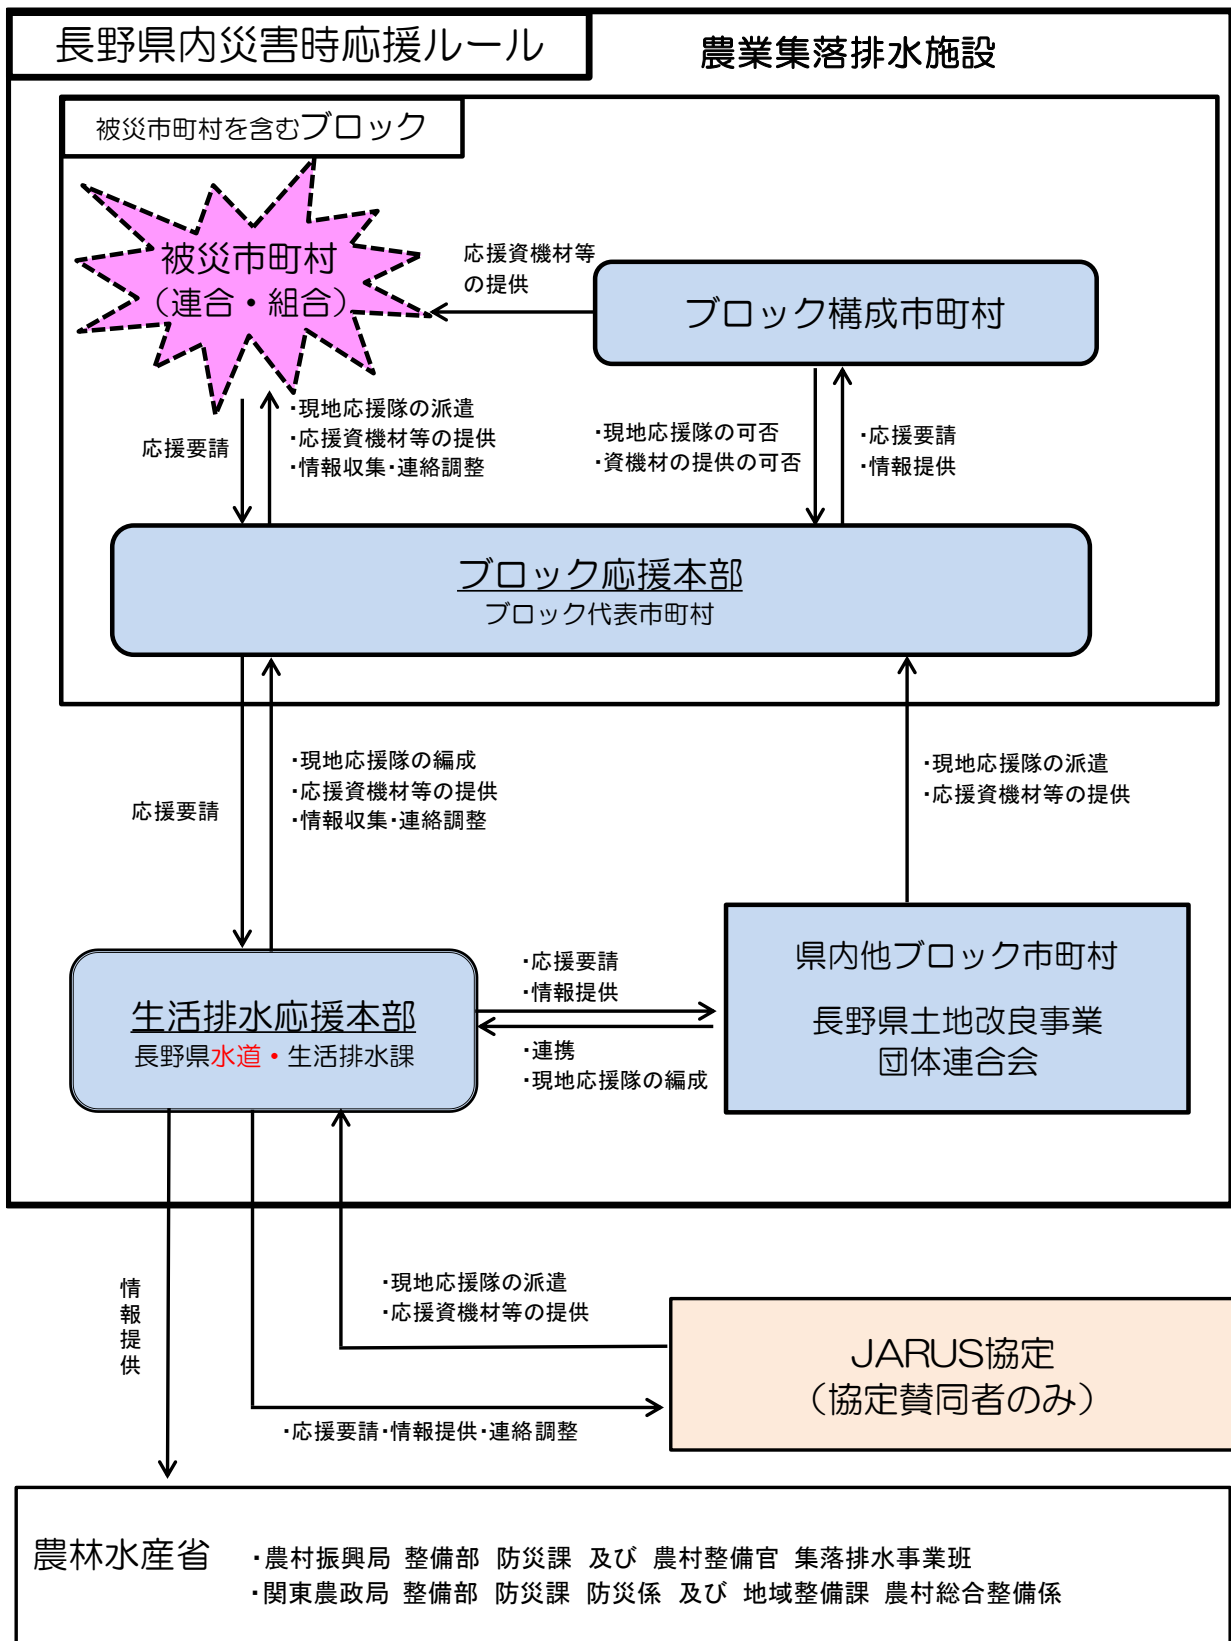 長野県内災害時応援ルール
農業集落排水施設
被災市町村を含むブロック
被災市町村
（連合・組合）
応援資機材等
の提供
ブロック構成市町村
応援要請
・現地応援隊の派遣
・応援資機材等の提供
・情報収集・連絡調整
・現地応援隊の可否
・資機材の提供の可否
・応援要請
・情報提供
ブロック応援本部
ブロック代表市町村
応援要請
・現地応援隊の編成
・応援資機材等の提供
・情報収集・連絡調整
・現地応援隊の派遣
・応援資機材等の提供
生活排水応援本部
長野県水道・生活排水課
・応援要請
・情報提供
・連携
・現地応援隊の編成
県内他ブロック市町村
長野県土地改良事業
団体連合会
情報提供
・現地応援隊の派遣
・応援資機材等の提供
・応援要請・情報提供・連絡調整
JARUS協定
（協定賛同者のみ）
農林水産省
・農村振興局 整備部 防災課 及び 農村整備官 集落排水事業班
・関東農政局 整備部 防災課 防災係 及び 地域整備課 農村総合整備係